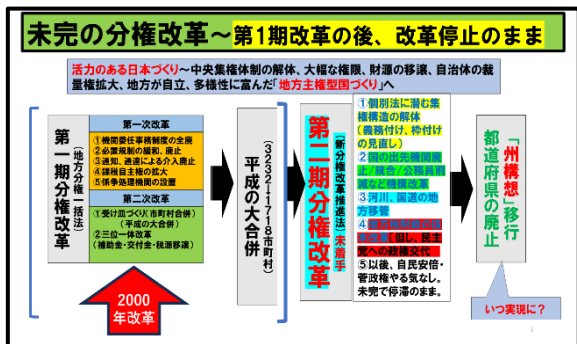 未完の分権改革～第1期改革の後、改革停止のまま
活力のある日本づくり～中央集権体制の解体、大幅な権限、財源の移譲、自治体の裁
量権拡大、地方が自立、多様性に富んだ「地方主権型国づくり」へ
第一期分権改革
(地方分権一括法)
第一次改革
①機関委任事務制度の全廃
②必置規制の緩和、廃止
③通知、通達による介入廃止
④課税自主権の拡大
⑤係争処理機関の設置
第二次改革
①受け皿づくり(市町村合併)
(平成の大合併)
②三位一体改革
(補助金・交付金・税源移譲)
2000
年改革
平成の大合併
(3232→1718市町村)
第二期分権改革
(新分権改革推進法)未着手
①個別法に潜む集
権構造の解体
(義務付け、枠付け
の見直し)
②国の出先機関廃
止/統合/公務員削
減など機構改革
③河川、国道の地
方移管
④
「但し、民主
党への政権交代
⑤以後、自民安倍・
菅政権やる気なし。
未完で停滞のまま。
「州構想」移行
都道府県の廃止
いつ実現に？